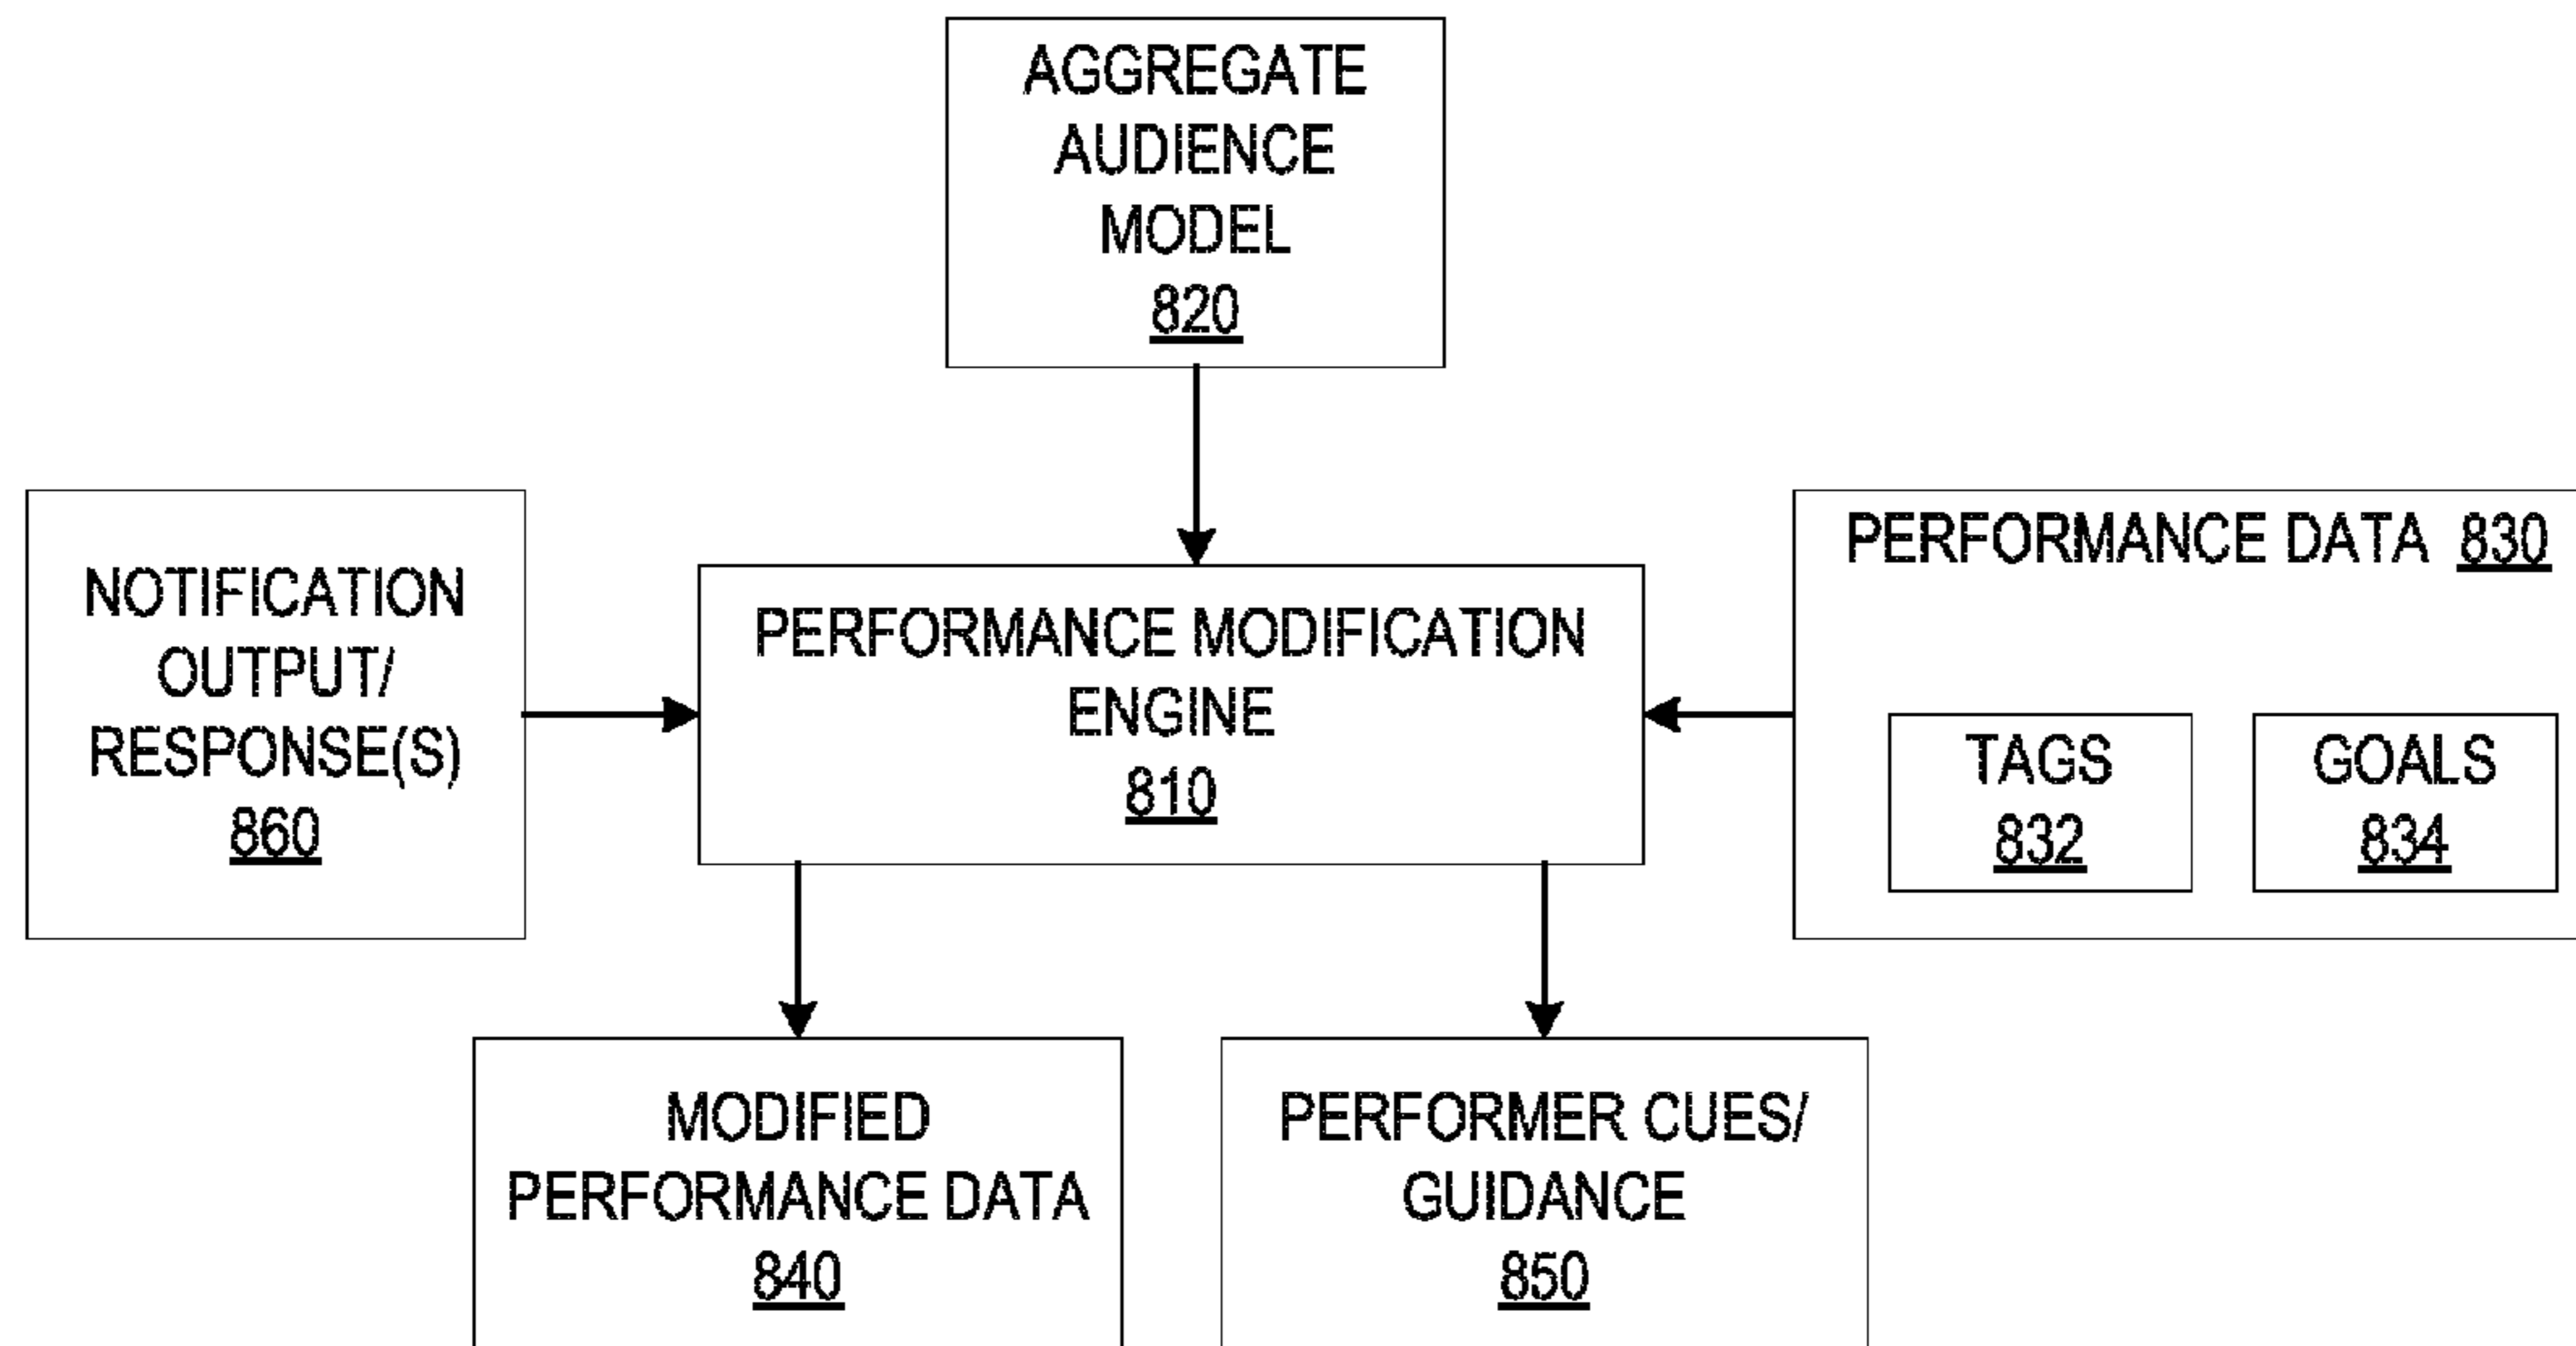 AGGREGATE
AUDIENCE
MODEL
820
NOTIFICATION
OUTPUT/
RESPONSE(S)
860
PERFORMANCE MODIFICATION
ENGINE
810
PERFORMANCE DATA 830
TAGS
832
GOALS
834
MODIFIED
PERFORMANCE DATA
840
PERFORMER CUES/
GUIDANCE
850